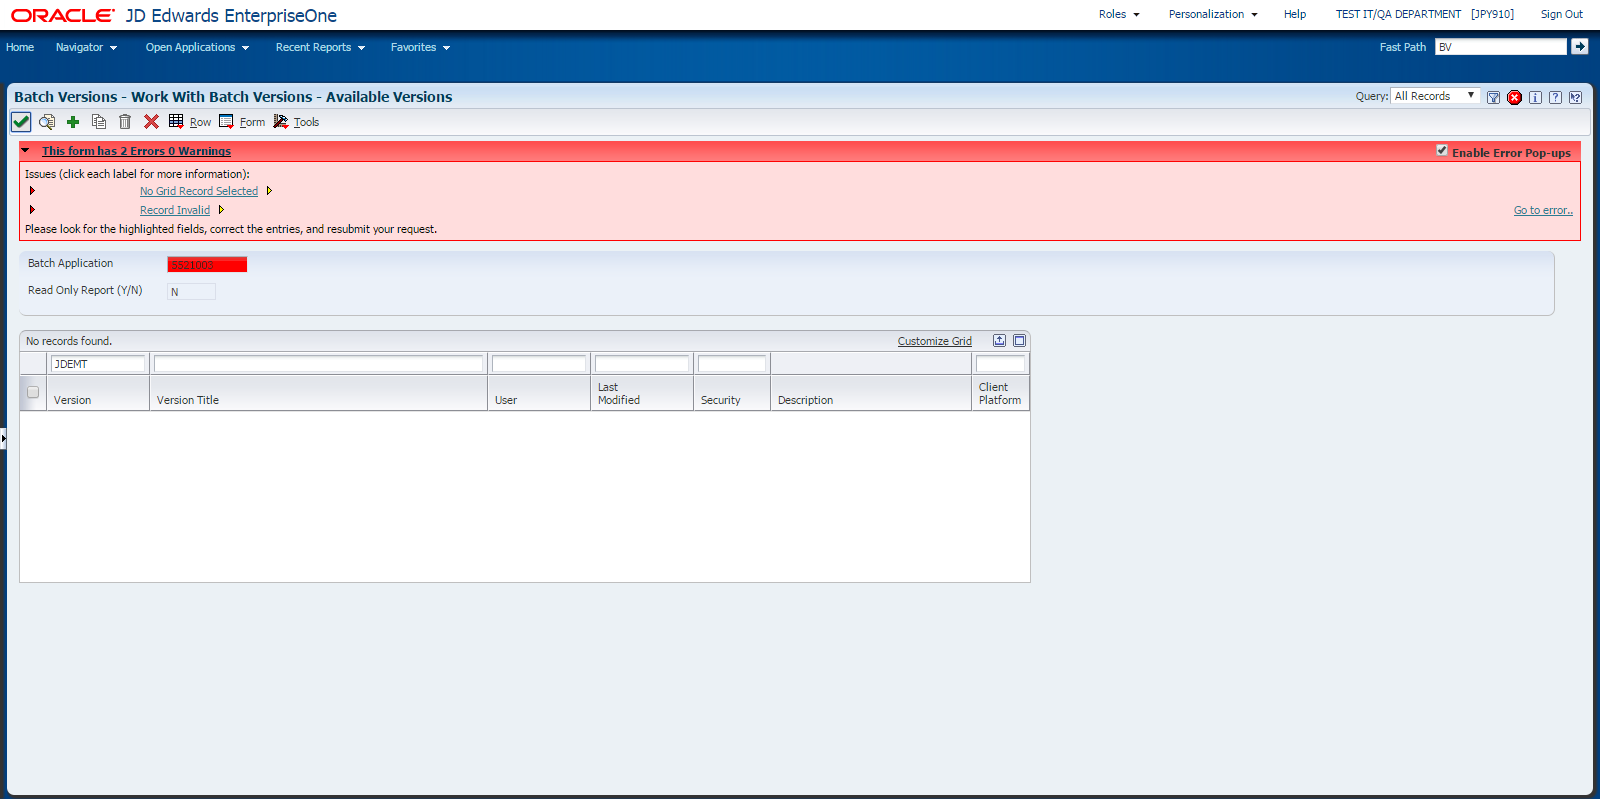 ORACLE JD Edwards EnterpriseOne Roles Personalization Help TEST IT/QA DEPARTMENT [JPY910] Sign Out
Home Navigator Open Applications Recent Reports Favorites Fast Path BV
Batch Versions - Work With Batch Versions - Available Versions Query: All Records
Row Form Tools
This form has 2 Errors 0 Warnings Enable Error Pop-ups
Issues (click each label for more information):
No Grid Record Selected
Record Invalid Go to error..
Please look for the highlighted fields, correct the entries, and resubmit your request.
Batch Application 5521003
Read Only Report (Y/N) N
No records found. Customize Grid
JDEMT
Version Version Title User Last Modified Security Description Client Platform